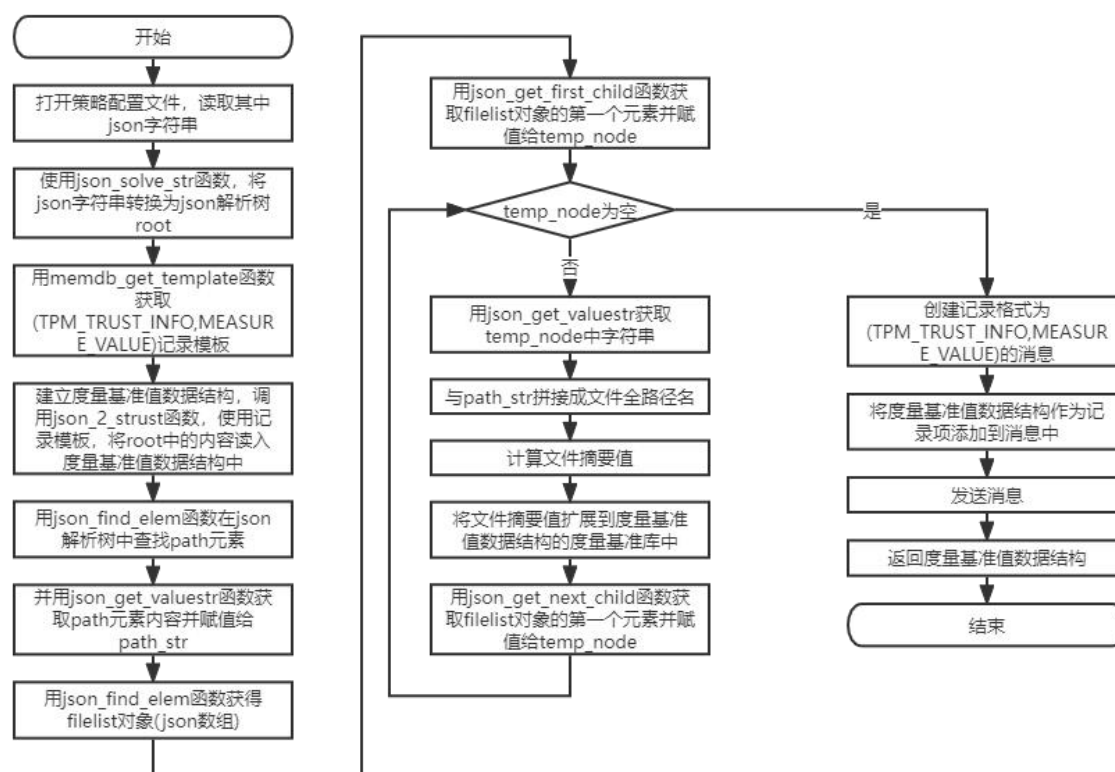 开始
打开策略配置文件，读取其中
json字符串
使用json_solve_str函数，将
json字符串转换为json解析树
root
用memdb_get_template函数
获取
(TPM_TRUST_INFO,MEASUR
E_VALUE)记录模板
建立度量基准值数据结构，调
用json_2_strust函数，使用记
录模板，将root中的内容读入
度量基准值数据结构中
用json_find_elem函数在json
解析树中查找path元素
并用json_get_valuestr函数获
取path元素内容并赋值给
path_str
用json_find_elem函数获得
filelist对象(json数组)
用json_get_first_child函数获
取filelist对象的第一个元素并赋
值给temp_node
temp_node为空
是
否
用json_get_valuestr获取
temp_node中字符串
与path_str拼接成文件全路径名
计算文件摘要值
将文件摘要值扩展到度量基准
值数据结构的度量基准库中
用json_get_next_child函数获
取filelist对象的第一个元素并赋
值给temp_node
创建记录格式为
(TPM_TRUST_INFO,MEASUR
E_VALUE)的消息
将度量基准值数据结构作为记
录项添加到消息中
发送消息
返回度量基准值数据结构
结束